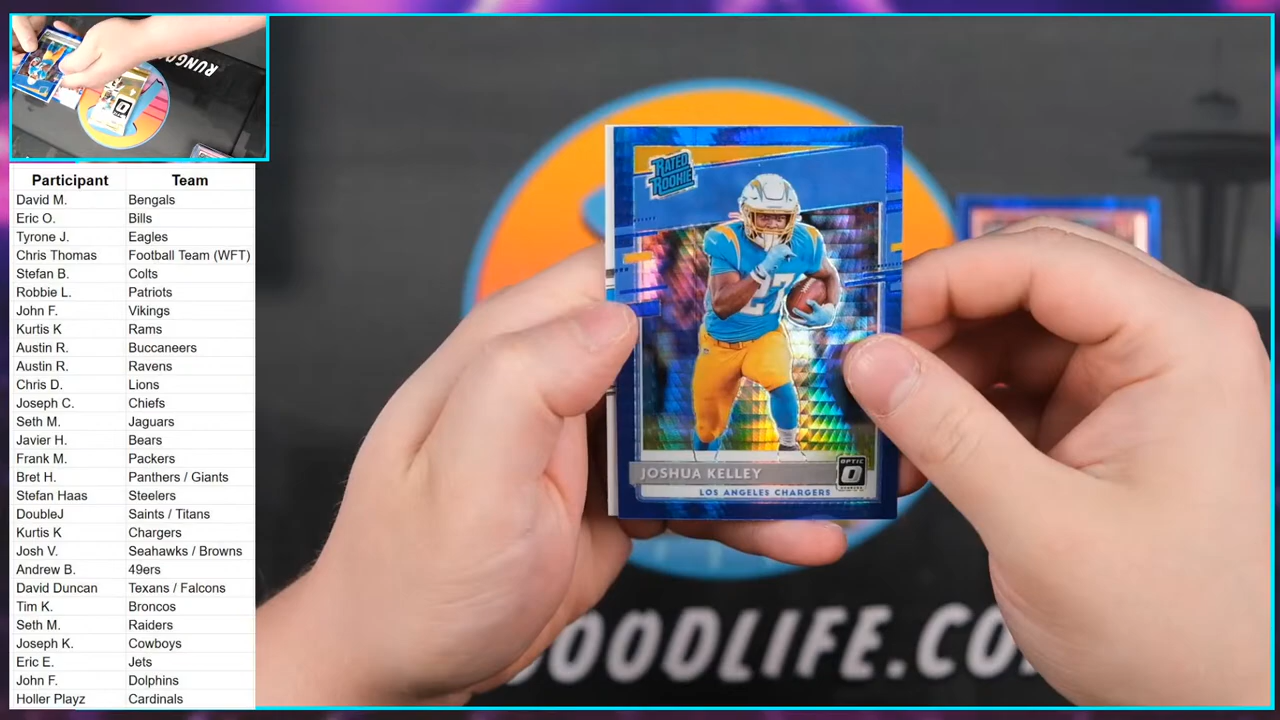 RUNGO
Participant Team
David M. Bengals
Eric O. Bills
Tyrone J. Eagles
Chris Thomas Football Team (WFT)
Stefan B. Colts
Robbie L. Patriots
John F. Vikings
Kurtis K Rams
Austin R. Buccaneers
Austin R. Ravens
Chris D. Lions
Joseph C. Chiefs
Seth M. Jaguars
Javier H. Bears
Frank M. Packers
Bret H. Panthers / Giants
Stefan Haas Steelers
DoubleJ Saints / Titans
Kurtis K Chargers
Josh V. Seahawks / Browns
Andrew B. 49ers
David Duncan Texans / Falcons
Tim K. Broncos
Seth M. Raiders
Joseph K. Cowboys
Eric E. Jets
John F. Dolphins
Holler Playz Cardinals
RATED
ROOKIE
27
JOSHUA KELLEY
OPTIC
LOS ANGELES CHARGERS
OODLIFE.CO